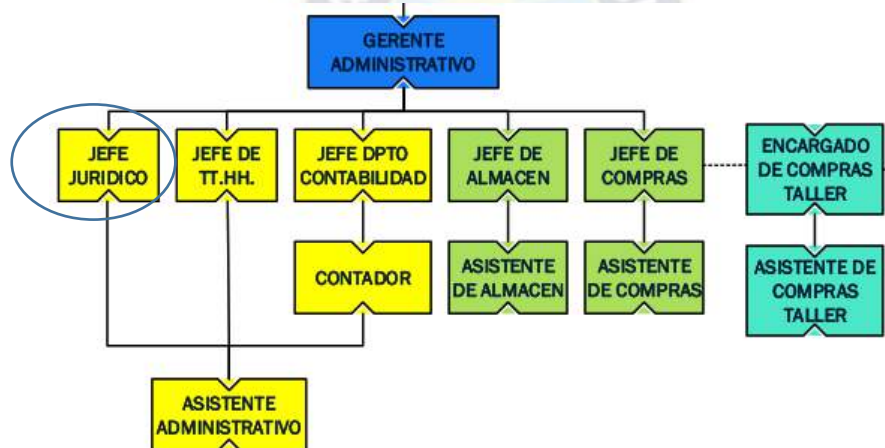 GERENTE
ADMINISTRATIVO
JEFE
JURIDICO
JEFE DE
TT.HH.
JEFE DPTO
CONTABILIDAD
JEFE DE
ALMACEN
JEFE DE
COMPRAS
ENCARGADO
DE COMPRAS
TALLER
CONTADOR
ASISTENTE
DE ALMACEN
ASISTENTE
DE COMPRAS
ASISTENTE DE
COMPRAS
TALLER
ASISTENTE
ADMINISTRATIVO